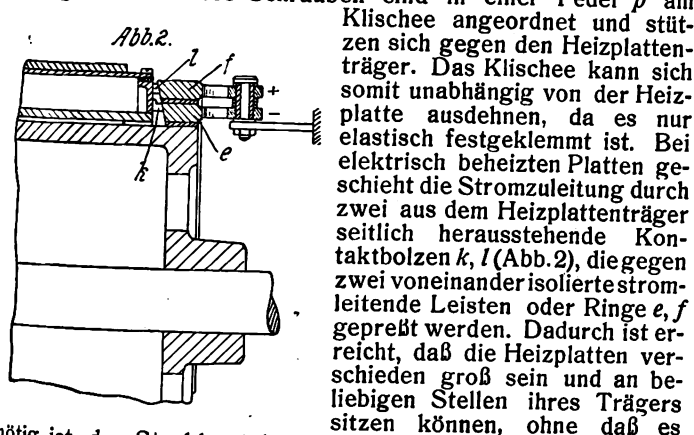 einer Feder p am
Klischee angeordnet und stüt-
zen sich gegen den Heizplatten-
träger. Das Klischee kann sich
somit unabhängig von der Heiz-
platte ausdehnen, da es nur
elastisch festgeklemmt ist. Bei
elektrisch beheizten Platten ge-
schieht die Stromzuleitung durch
zwei aus dem Heizplattenträger
seitlich herausstehende Kon-
taktbolzen k, l (Abb. 2), die gegen
zwei voneinander isolierte strom-
leitende Leisten oder Ringe e, f
gepreßt werden. Dadurch ist er-
reicht, daß die Heizplatten ver-
schieden groß sein und an be-
liebigen Stellen ihres Trägers
sitzen können, ohne daß es
Abb. 2.
l
f
+
−
e
k